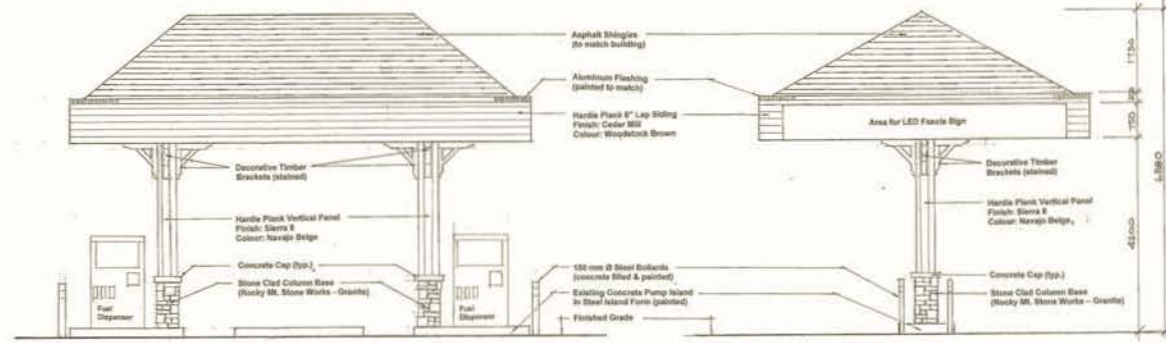 Asphalt Shingles
(to match building)
Aluminum Flashing
(painted to match)
Hardie Plank 6" Lap Siding
Finish: Cedar Mill
Colour: Woodstock Brown
Area for LED Fascia Sign
Decorative Timber
Brackets (stained)
Decorative Timber
Brackets (stained)
Hardie Plank Vertical Panel
Finish: Sierra 8
Colour: Navajo Beige
Hardie Plank Vertical Panel
Finish: Sierra 8
Colour: Navajo Beige
Concrete Cap (typ.)
Stone Clad Column Base
(Rocky Mt. Stone Works – Granite)
150 mm Ø Steel Bollards
(concrete filled & painted)
Existing Concrete Pump Island
In Steel Island Form (painted)
Finished Grade
Concrete Cap (typ.)
Stone Clad Column Base
(Rocky Mt. Stone Works – Granite)
Fuel
Dispenser
Fuel
Dispenser
1730
750
4200